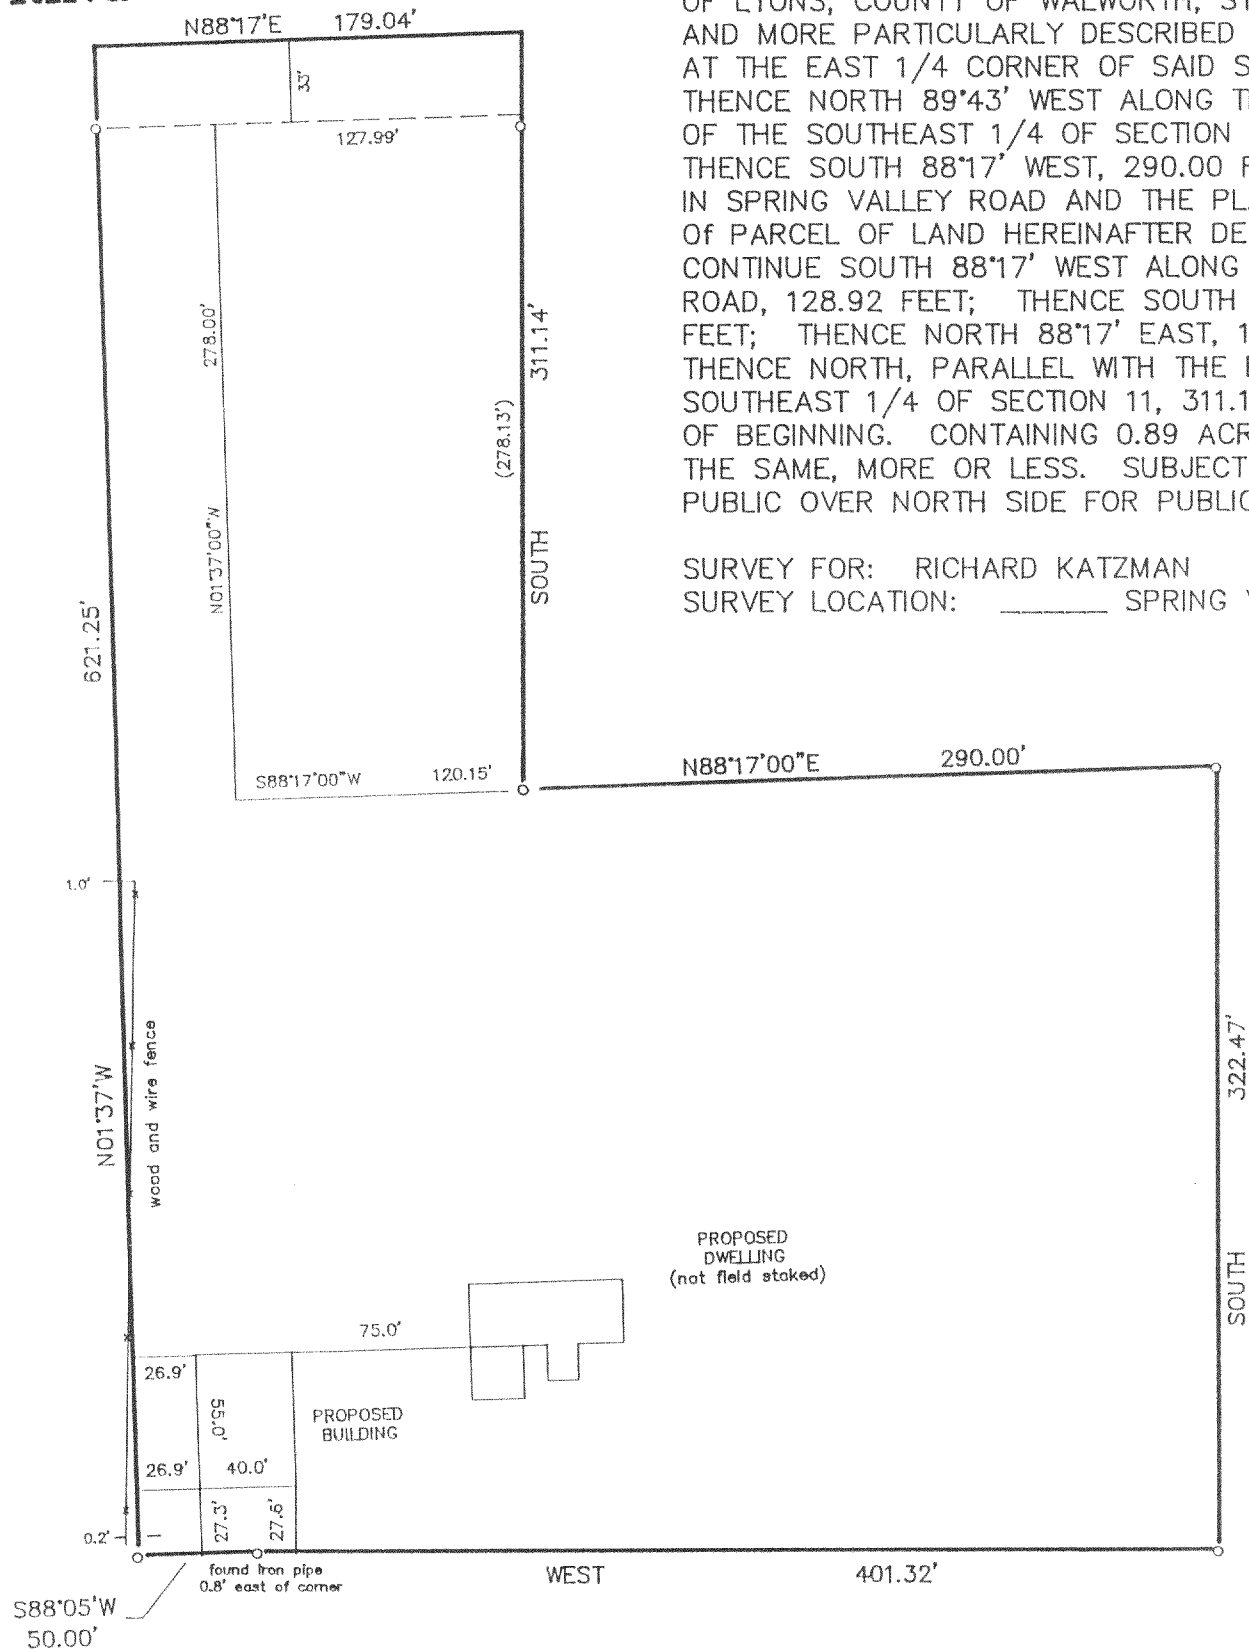 N88°17'E 179.04'
33'
127.99'
278.00'
N01°37'00"W
311.14'
(278.13')
SOUTH
621.25'
S88°17'00"W 120.15'
N88°17'00"E 290.00'
1.0'
wood and wire fence
N01°37'W
322.47'
SOUTH
PROPOSED
DWELLING
(not field staked)
75.0'
26.9'
55.0'
PROPOSED
BUILDING
26.9' 40.0'
27.3'
27.6'
0.2'
found iron pipe
0.8' east of corner
WEST 401.32'
S88°05'W
50.00'
OF LYONS, COUNTY OF WALWORTH,
AND MORE PARTICULARLY DESCRIBED
AT THE EAST 1/4 CORNER OF SAID
THENCE NORTH 89°43' WEST ALONG
OF THE SOUTHEAST 1/4 OF SECTION
THENCE SOUTH 88°17' WEST, 290.00
IN SPRING VALLEY ROAD AND THE
Of PARCEL OF LAND HEREINAFTER
CONTINUE SOUTH 88°17' WEST ALONG
ROAD, 128.92 FEET; THENCE SOUTH
FEET; THENCE NORTH 88°17' EAST,
THENCE NORTH, PARALLEL WITH THE
SOUTHEAST 1/4 OF SECTION 11, 311.1
OF BEGINNING. CONTAINING 0.89
THE SAME, MORE OR LESS. SUBJECT
PUBLIC OVER NORTH SIDE FOR PUBLIC
SURVEY FOR: RICHARD KATZMAN
SURVEY LOCATION: ______ SPRING